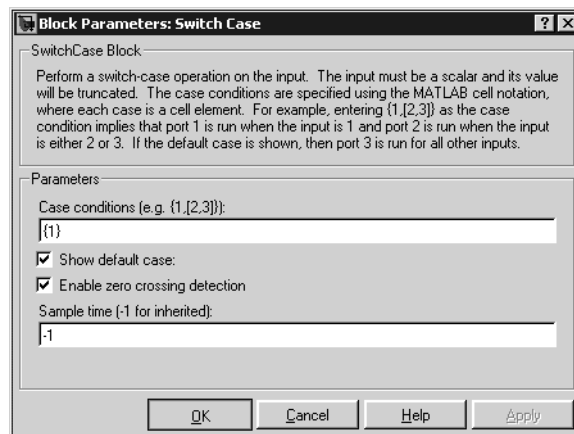 Block Parameters: Switch Case
SwitchCase Block
Perform a switch-case operation on the input. The input must be a scalar and its value
will be truncated. The case conditions are specified using the MATLAB cell notation,
where each case is a cell element. For example, entering {1,[2,3]} as the case
condition implies that port 1 is run when the input is 1 and port 2 is run when the input
is either 2 or 3. If the default case is shown, then port 3 is run for all other inputs.
Parameters
Case conditions (e.g. {1,[2,3]}):
{1}
Show default case:
Enable zero crossing detection
Sample time (-1 for inherited):
-1
OK Cancel Help Apply